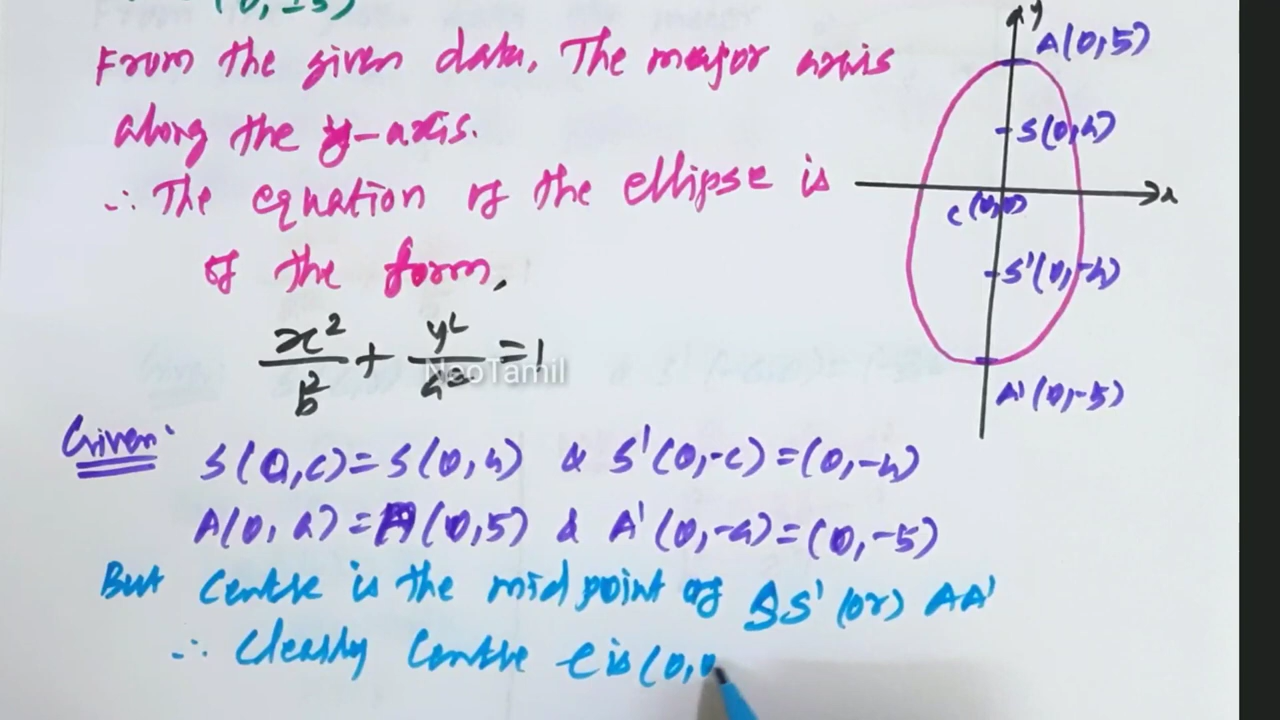 (0, ±5)
From the given data, The major axis
along the y-axis.
∴ The equation of the ellipse is
of the form,
x²/b² + y²/a² = 1
NeoTamil
Given:
S(0,c)=S(0,4) & S'(0,-c)=(0,-4)
A(0,a)=A(0,5) & A'(0,-a)=(0,-5)
But Centre is the midpoint of SS' (or) AA'
∴ Clearly Centre C is (0,0
y
A(0,5)
S(0,4)
x
C(0,0)
S'(0,-4)
A'(0,-5)